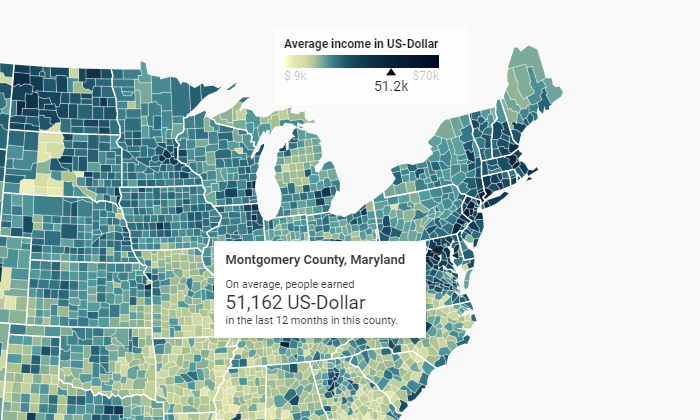 Average income in US-Dollar
$ 9k
$70k
51.2k
Montgomery County, Maryland
On average, people earned
51,162 US-Dollar
in the last 12 months in this county.